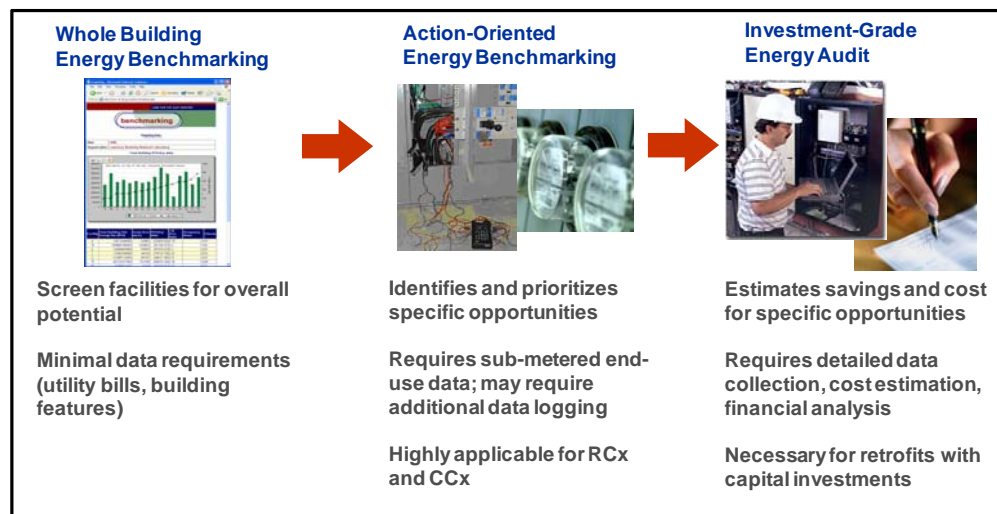 Whole Building
Energy Benchmarking
benchmarking
Screen facilities for overall
potential
Minimal data requirements
(utility bills, building
features)
Action-Oriented
Energy Benchmarking
Identifies and prioritizes
specific opportunities
Requires sub-metered end-
use data; may require
additional data logging
Highly applicable for RCx
and CCx
Investment-Grade
Energy Audit
Estimates savings and cost
for specific opportunities
Requires detailed data
collection, cost estimation,
financial analysis
Necessary for retrofits with
capital investments